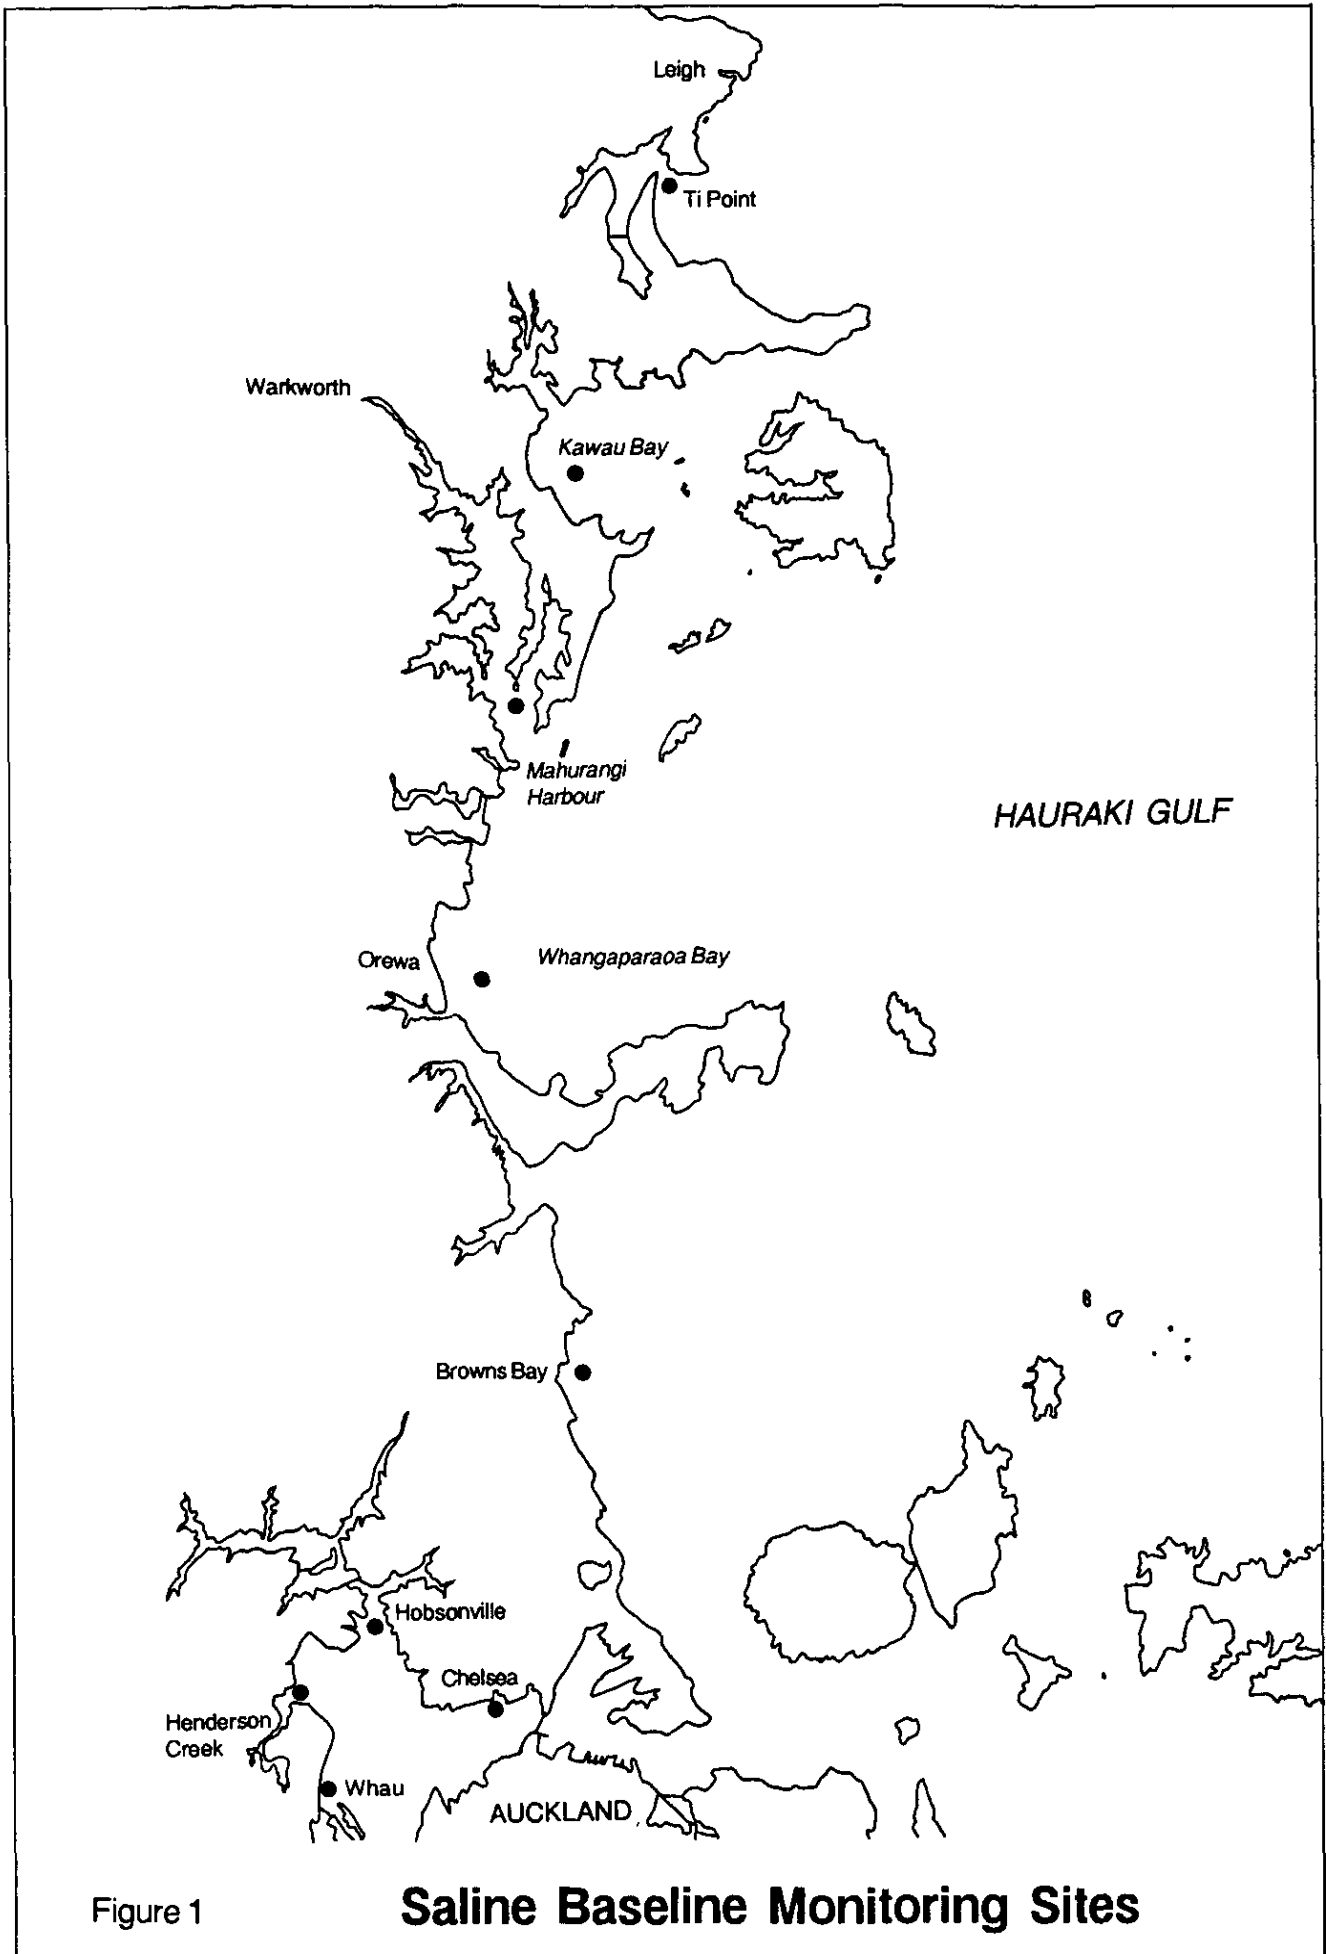 Leigh
Ti Point
Warkworth
Kawau Bay
Mahurangi
Harbour
HAURAKI GULF
Orewa
Whangaparaoa Bay
Browns Bay
Hobsonville
Chelsea
Henderson
Creek
Whau
AUCKLAND
Figure 1
Saline Baseline Monitoring Sites